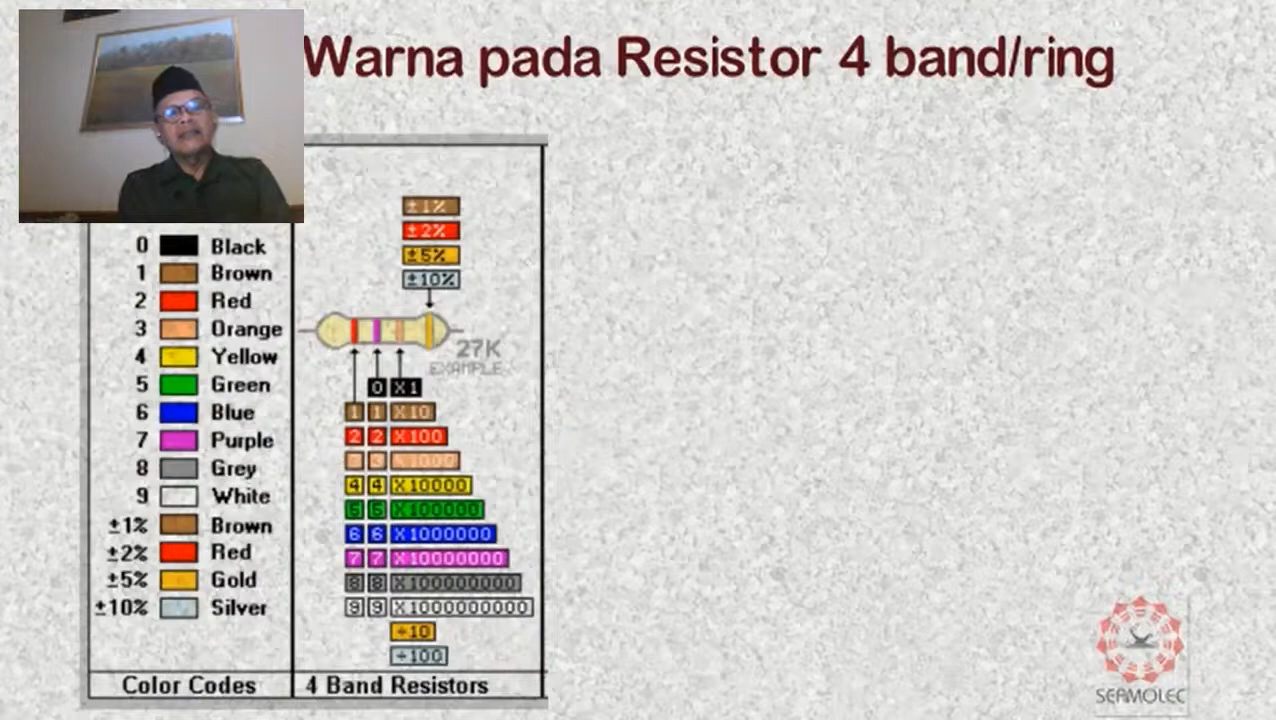 Warna pada Resistor 4 band/ring
0 Black
1 Brown
2 Red
3 Orange
4 Yellow
5 Green
6 Blue
7 Purple
8 Grey
9 White
±1% Brown
±2% Red
±5% Gold
±10% Silver
Color Codes
±1%
±2%
±5%
±10%
27K
EXAMPLE
0 X1
1 1 X10
2 2 X100
3 3 X1000
4 4 X10000
5 5 X100000
6 6 X1000000
7 7 X10000000
8 8 X100000000
9 9 X1000000000
÷10
÷100
4 Band Resistors
SEAMOLEC